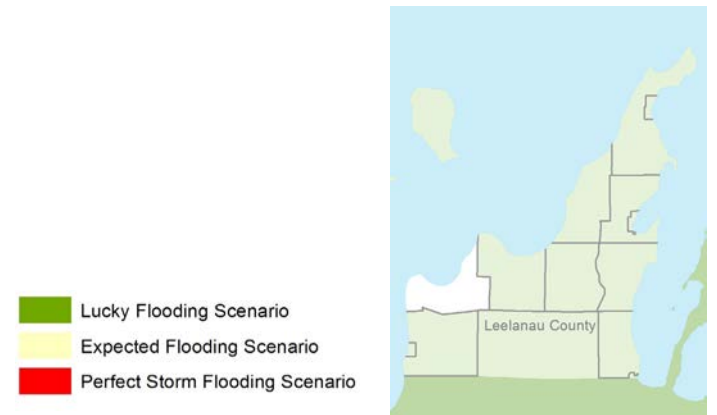 Lucky Flooding Scenario
Expected Flooding Scenario
Perfect Storm Flooding Scenario
Leelanau County